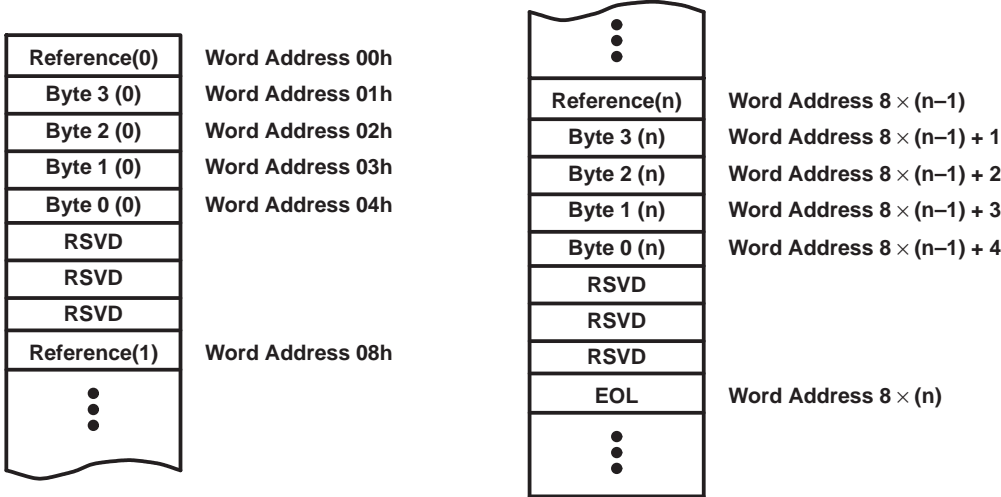 Reference(0) Word Address 00h
Byte 3 (0) Word Address 01h
Byte 2 (0) Word Address 02h
Byte 1 (0) Word Address 03h
Byte 0 (0) Word Address 04h
RSVD
RSVD
RSVD
Reference(1) Word Address 08h
Reference(n) Word Address 8 × (n–1)
Byte 3 (n) Word Address 8 × (n–1) + 1
Byte 2 (n) Word Address 8 × (n–1) + 2
Byte 1 (n) Word Address 8 × (n–1) + 3
Byte 0 (n) Word Address 8 × (n–1) + 4
RSVD
RSVD
RSVD
EOL Word Address 8 × (n)